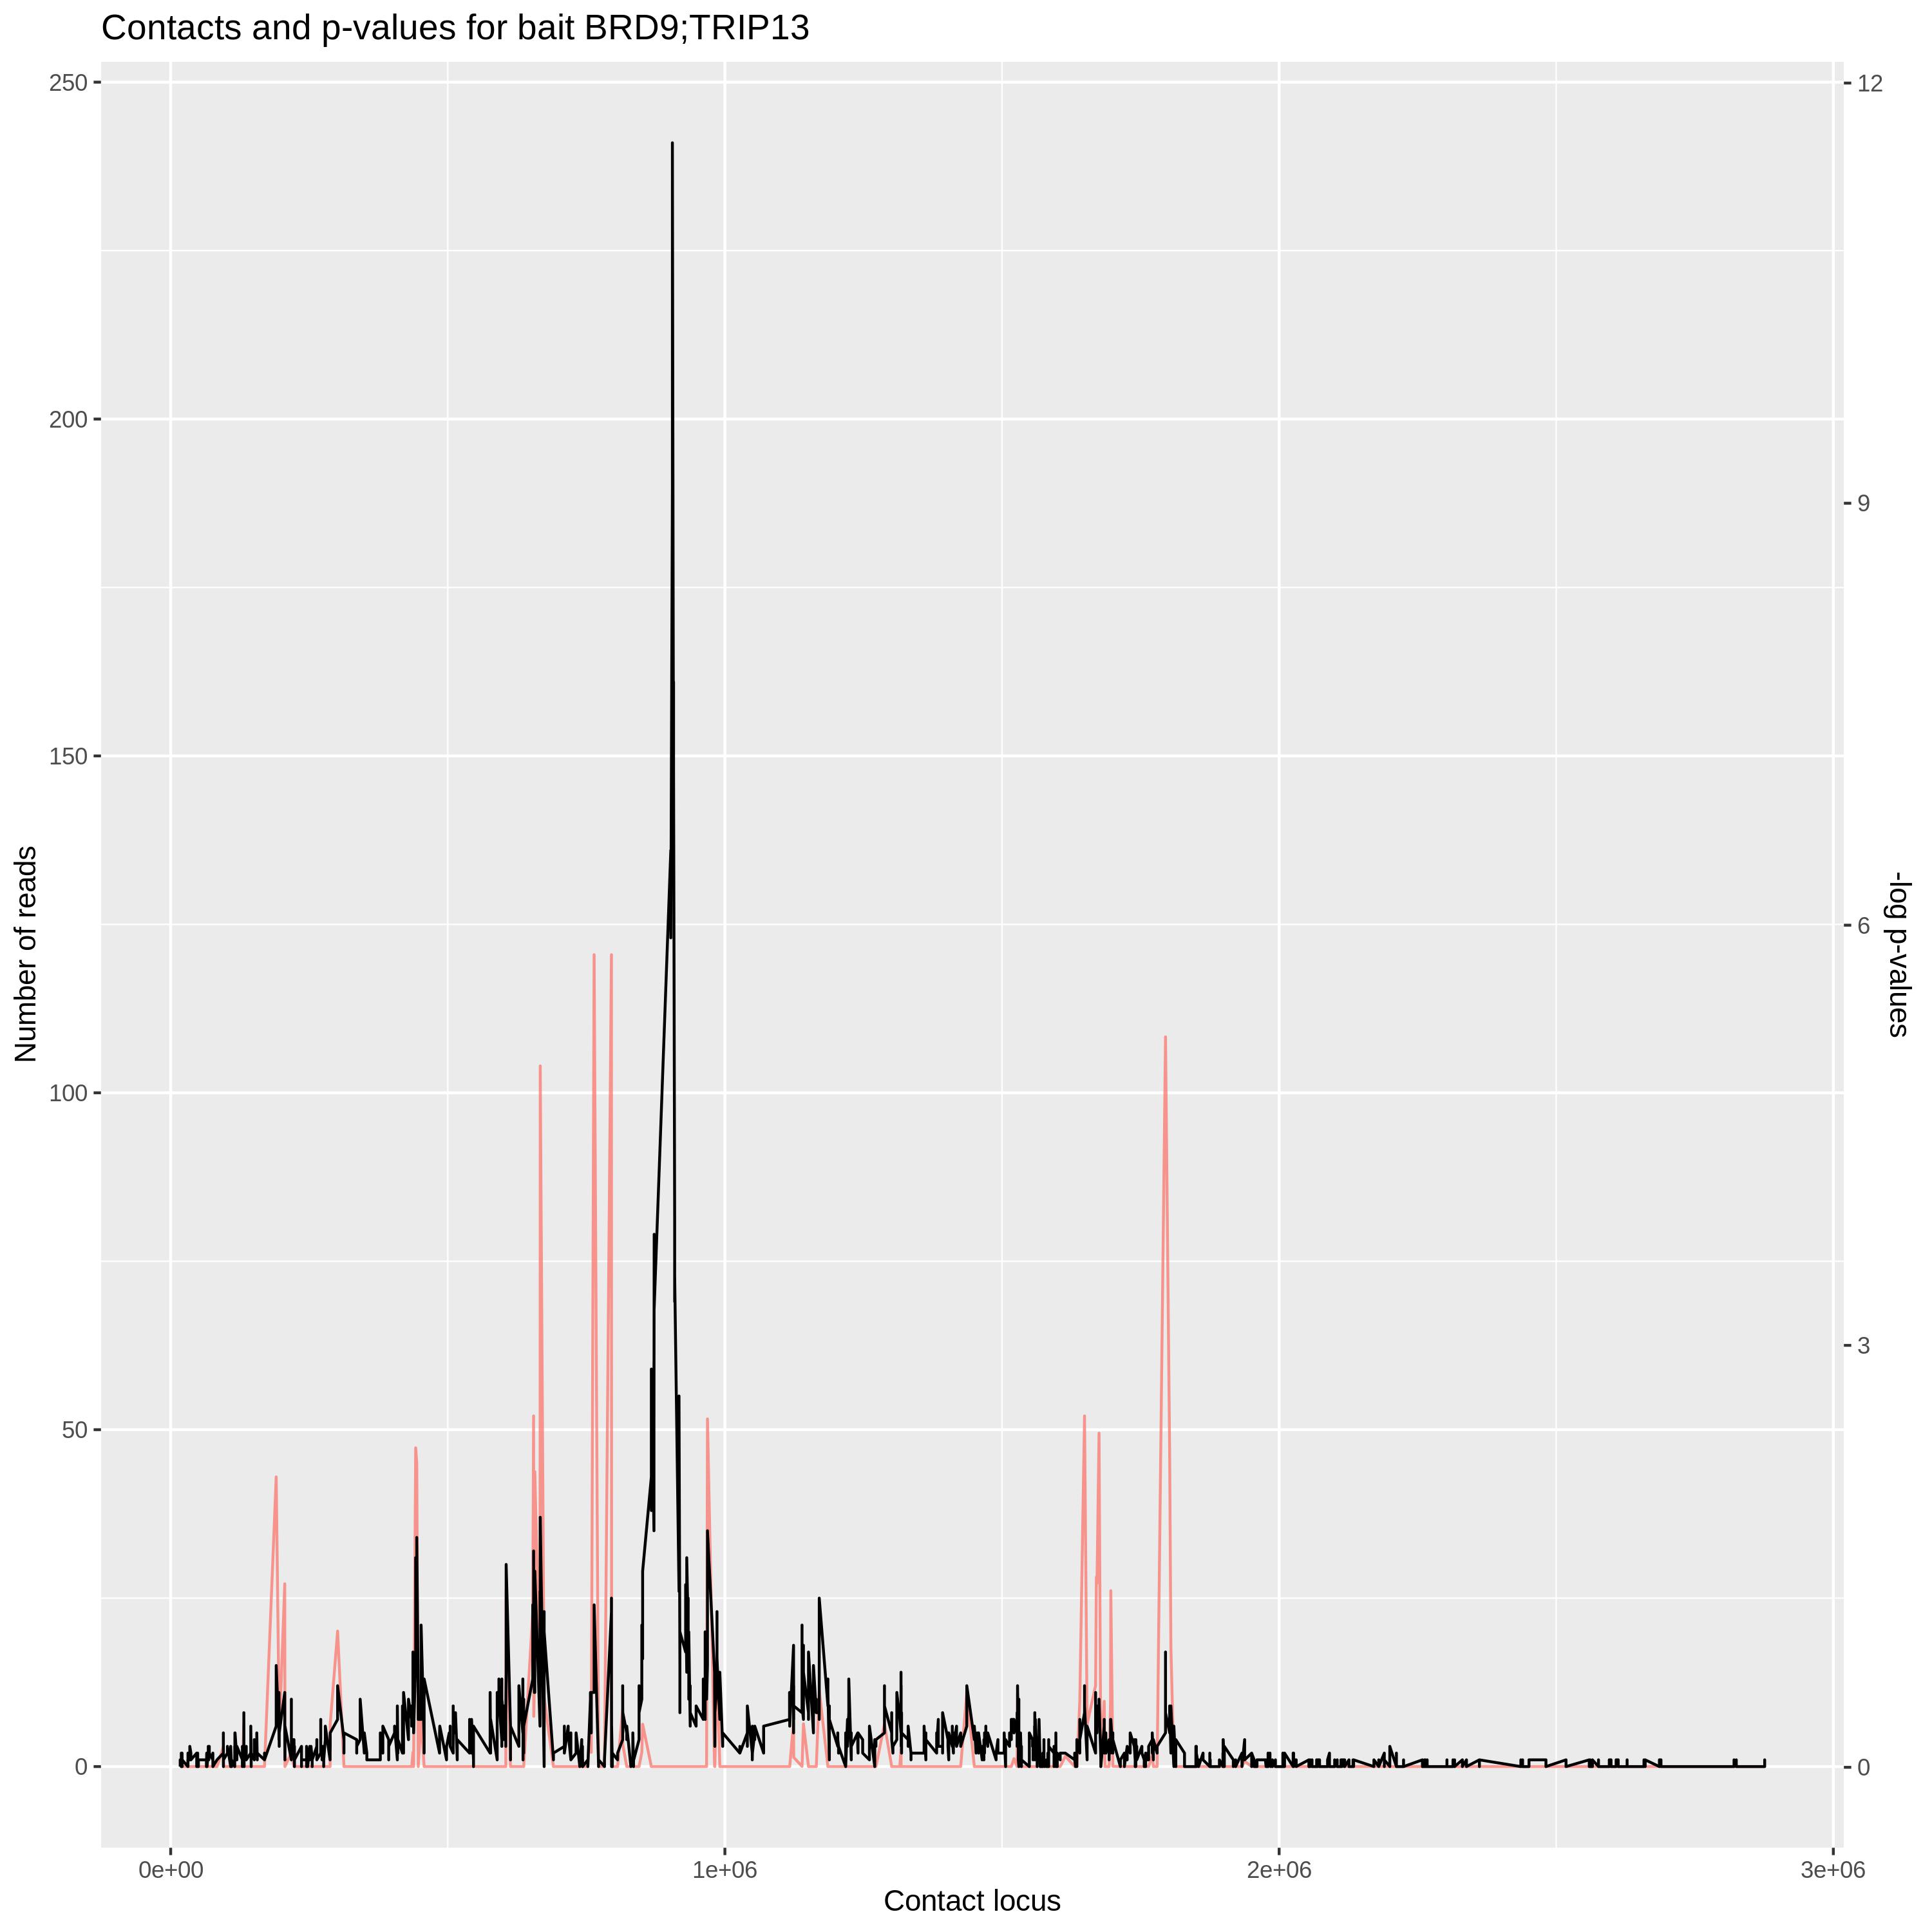 Contacts and p-values for bait BRD9;TRIP13
250
200
150
100
50
0
Number of reads
12
9
6
3
0
-log p-values
0e+00
1e+06
2e+06
3e+06
Contact locus